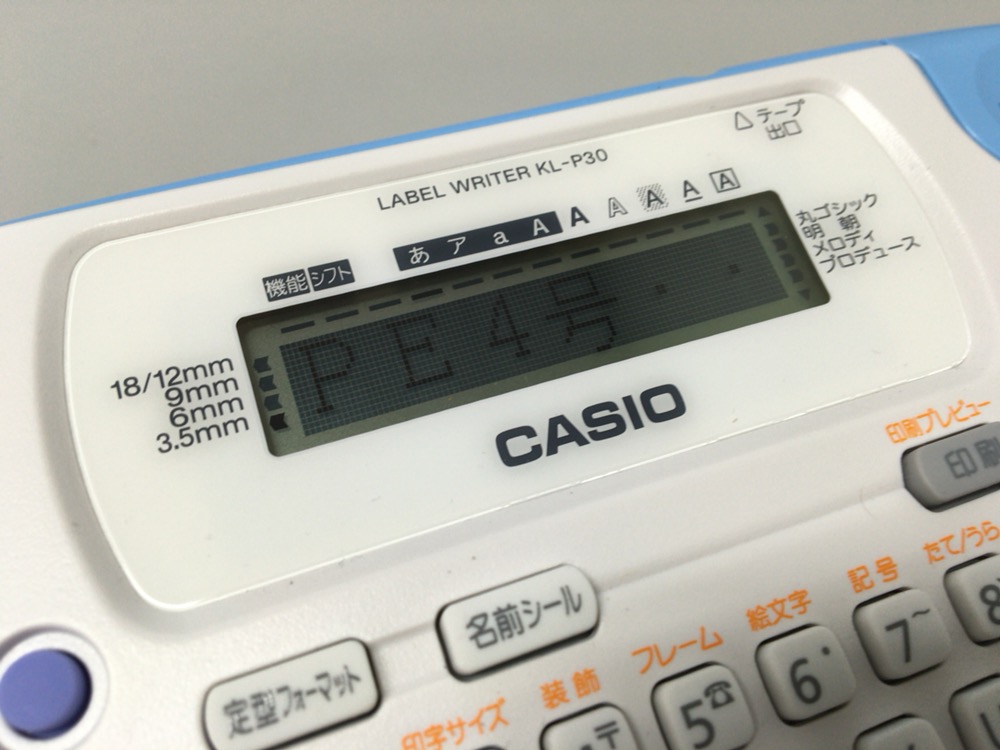 △テープ
出口
LABEL WRITER KL-P30
機能 シフト あ ア a A A A A A A
丸ゴシック
明 朝
メロディ
プロデュース
18/12mm
9mm
6mm
3.5mm
PE4号.
CASIO
印刷プレビュー
印刷
たて/うら
記号
絵文字
フレーム
装飾
印字サイズ
名前シール
定型フォーマット
〒
5☎
6・
7~
8